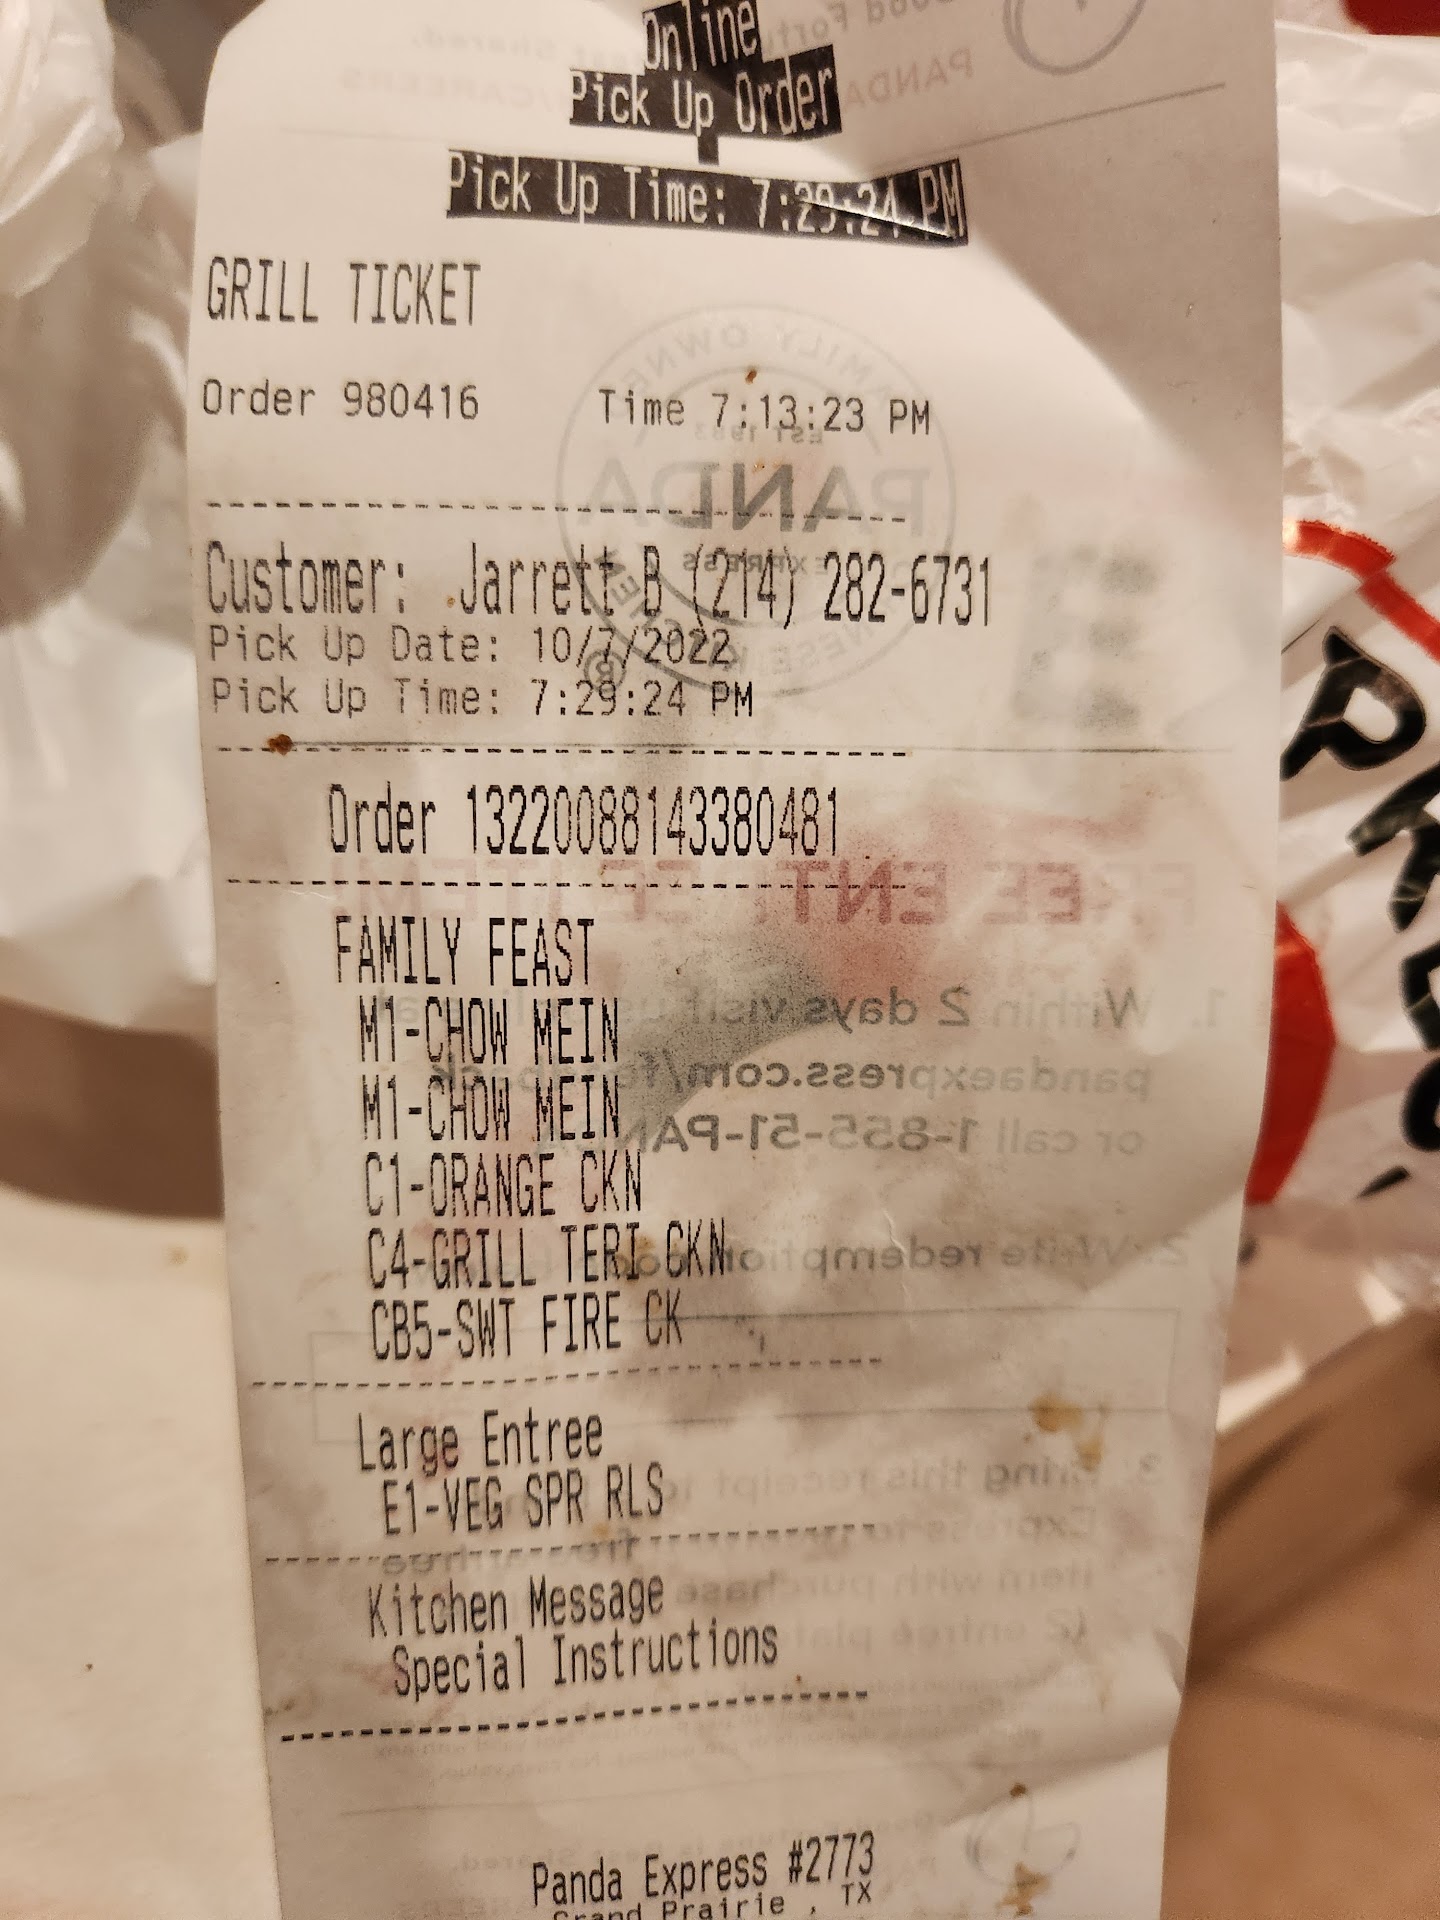 Online
Pick Up Order
Pick Up Time: 7:29:24 PM
GRILL TICKET
Order 980416 Time 7:13:23 PM
Customer: Jarrett B (214) 282-6731
Pick Up Date: 10/7/2022
Pick Up Time: 7:29:24 PM
Order 13220088143380481
FAMILY FEAST
M1-CHOW MEIN
M1-CHOW MEIN
C1-ORANGE CKN
C4-GRILL TERI CKN
CB5-SWT FIRE CK
Large Entree
E1-VEG SPR RLS
Kitchen Message
Special Instructions
Panda Express #2773
Grand Prairie , TX